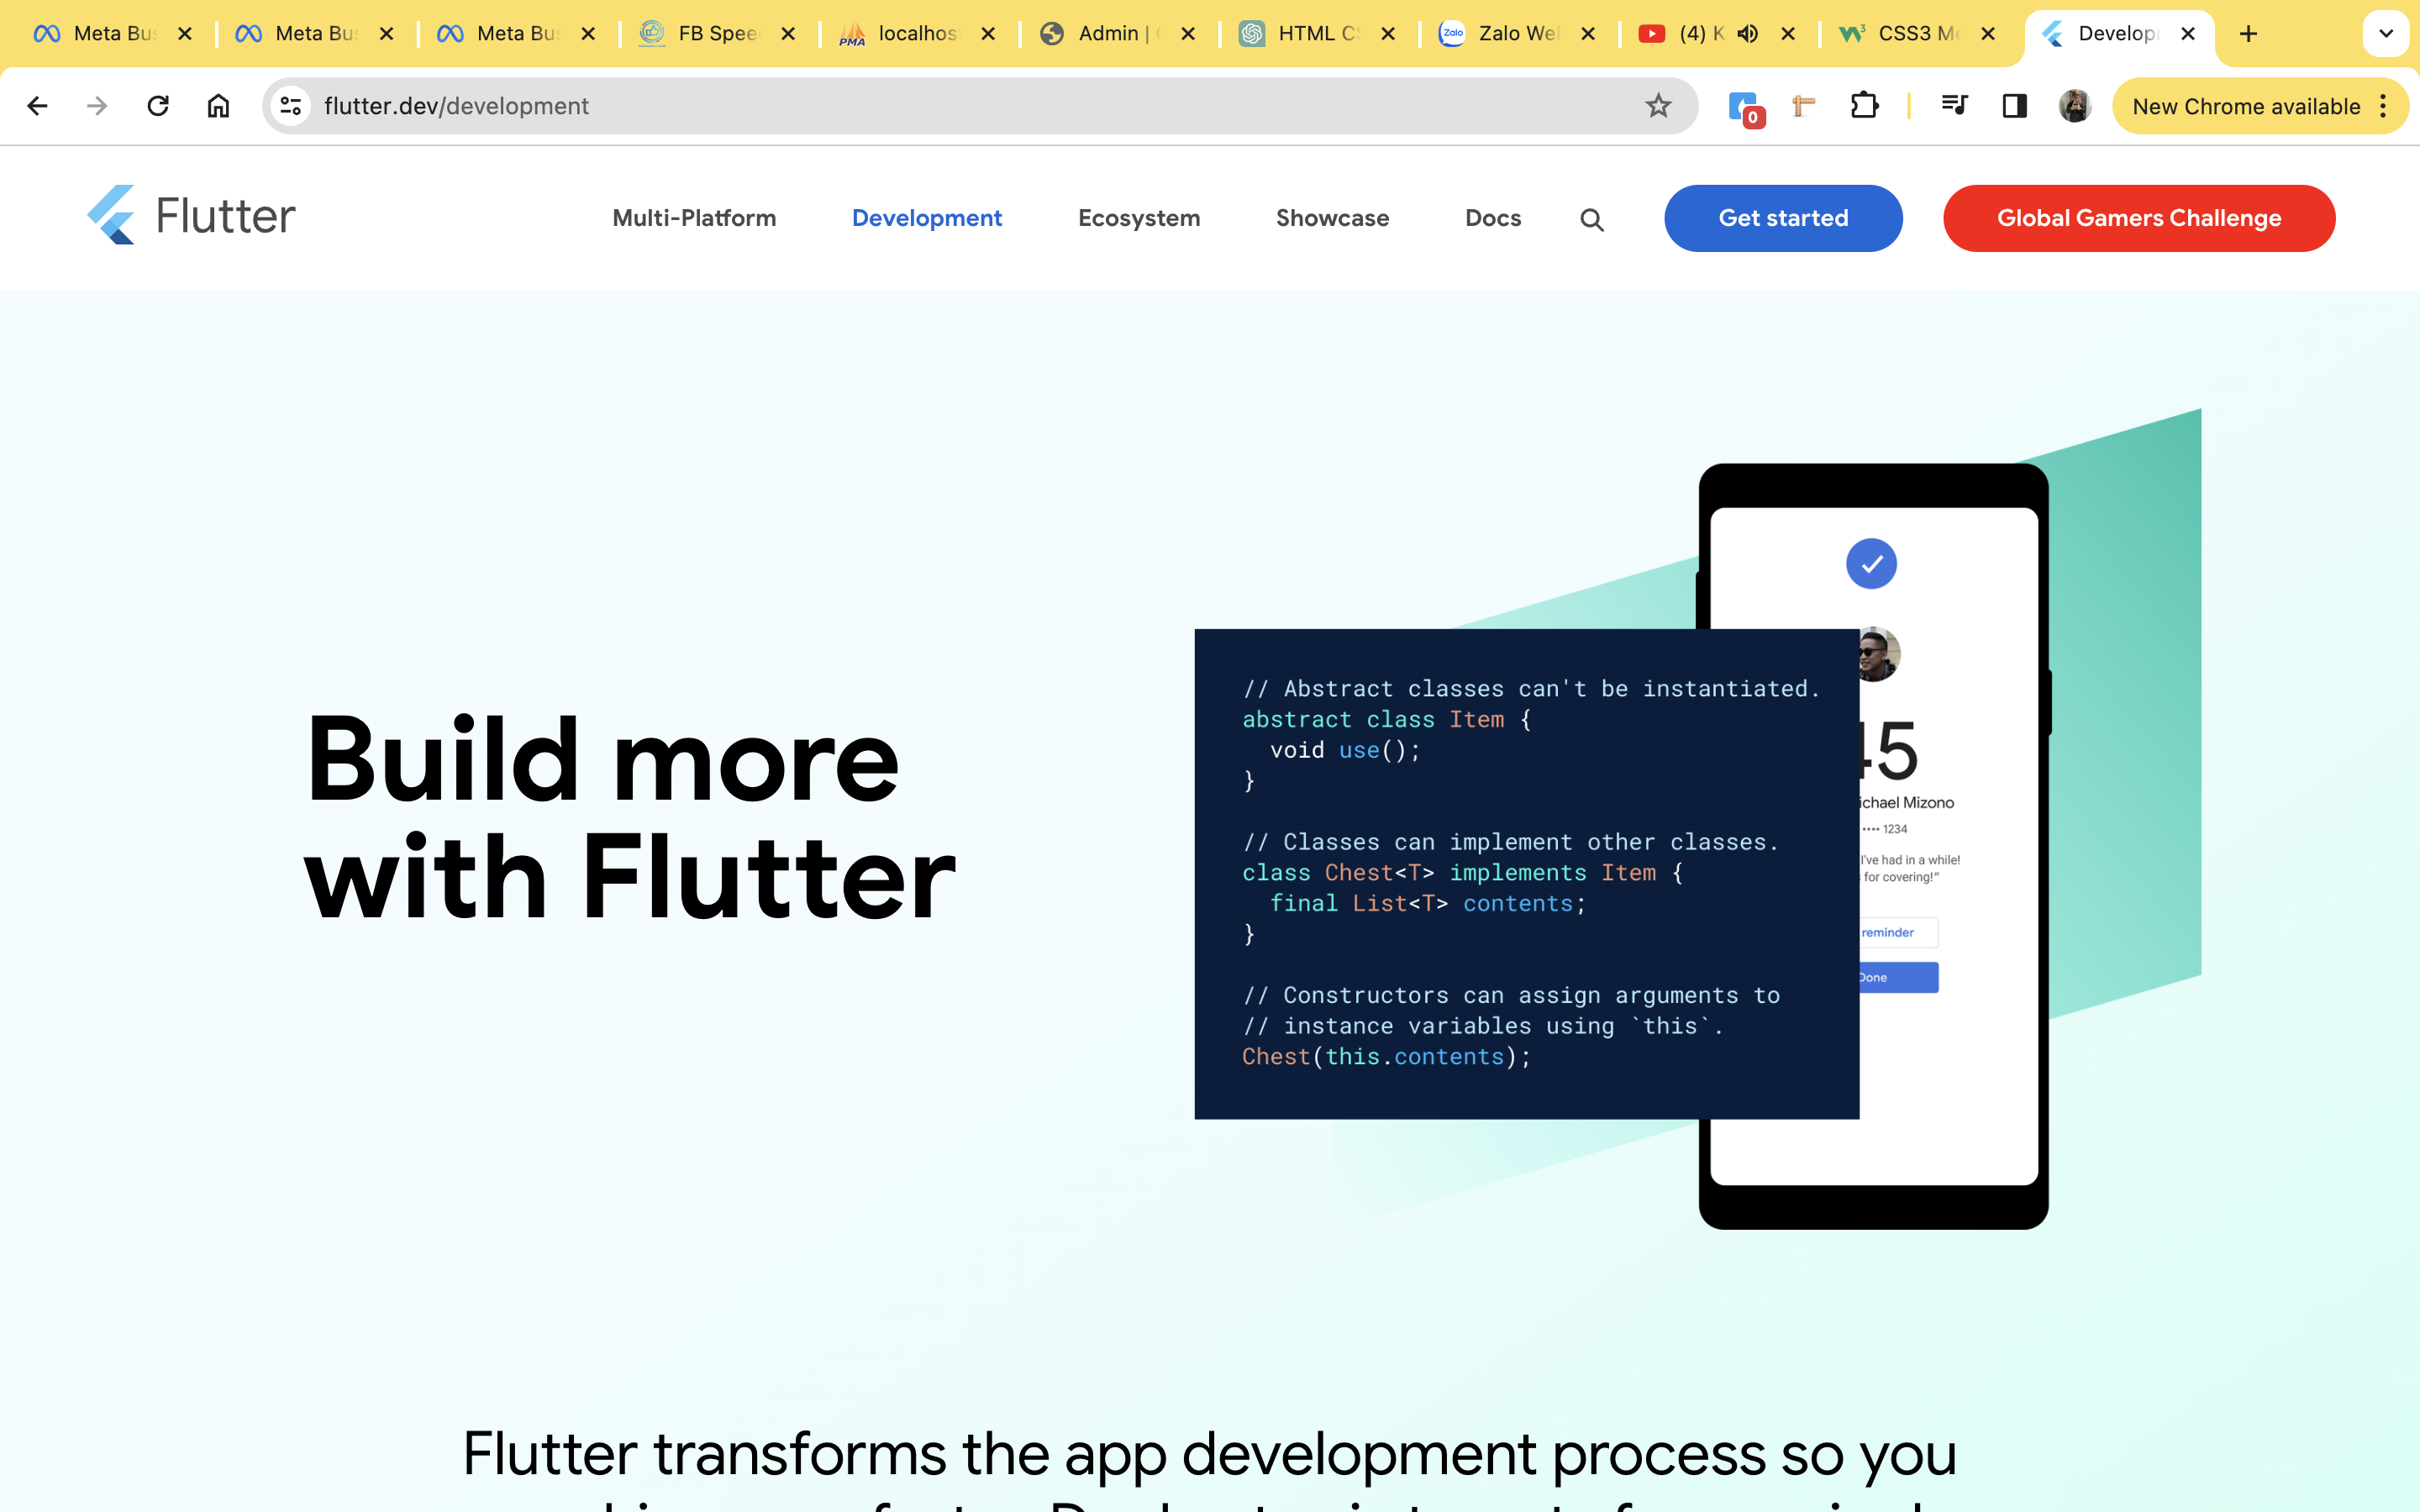 Meta Bu
Meta Bu
Meta Bu
FB Spee
PMA
localhos
Admin |
HTML C
Zalo
Zalo We
(4) K
CSS3 M
Develop
flutter.dev/development
0
New Chrome available
Flutter
Multi-Platform
Development
Ecosystem
Showcase
Docs
Get started
Global Gamers Challenge
Build more
with Flutter
// Abstract classes can't be instantiated.
abstract class Item {
  void use();
}
// Classes can implement other classes.
class Chest<T> implements Item {
  final List<T> contents;
}
// Constructors can assign arguments to
// instance variables using `this`.
Chest(this.contents);
45
ichael Mizono
•••• 1234
I've had in a while!
for covering!"
reminder
Done
Flutter transforms the app development process so you